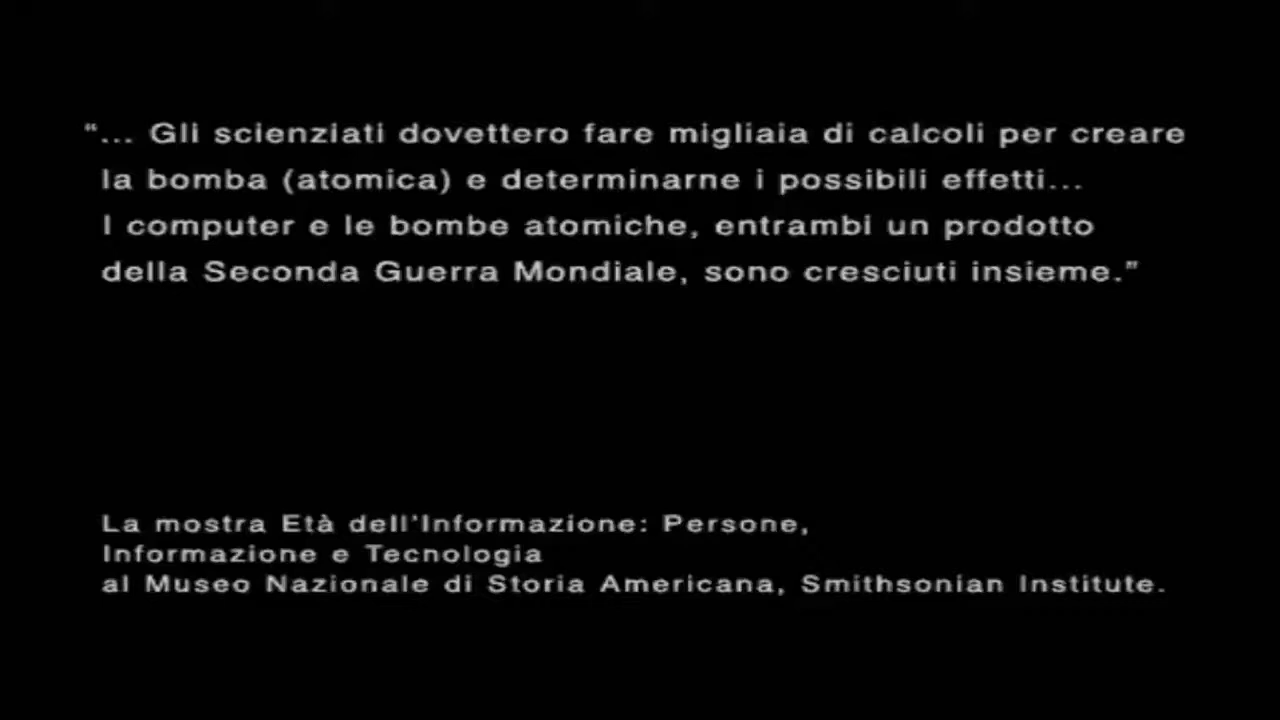 “... Gli scienziati dovettero fare migliaia di calcoli per creare
la bomba (atomica) e determinarne i possibili effetti...
I computer e le bombe atomiche, entrambi un prodotto
della Seconda Guerra Mondiale, sono cresciuti insieme.”
La mostra Età dell'Informazione: Persone,
Informazione e Tecnologia
al Museo Nazionale di Storia Americana, Smithsonian Institute.